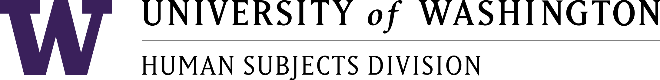 W UNIVERSITY of WASHINGTON
HUMAN SUBJECTS DIVISION